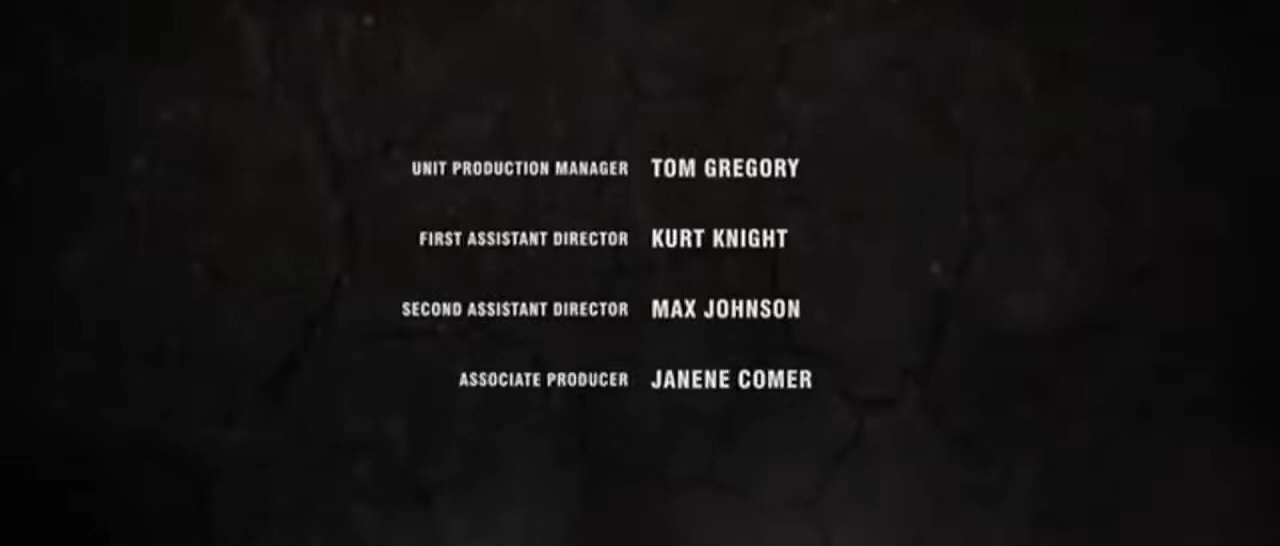 UNIT PRODUCTION MANAGER TOM GREGORY
FIRST ASSISTANT DIRECTOR KURT KNIGHT
SECOND ASSISTANT DIRECTOR MAX JOHNSON
ASSOCIATE PRODUCER JANENE COMER